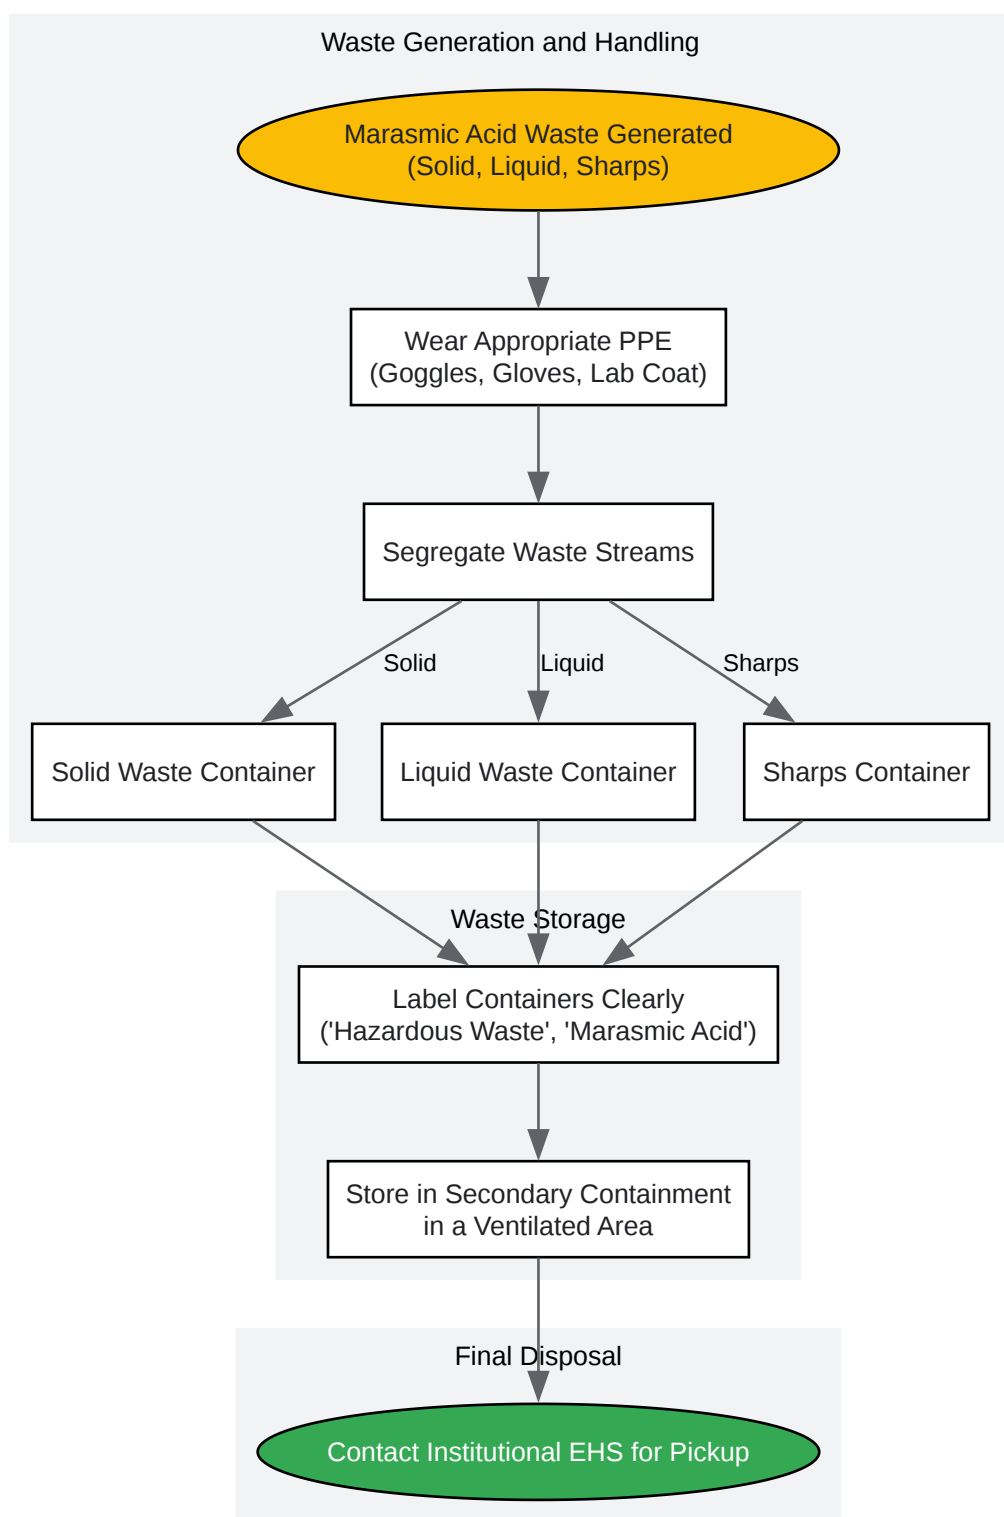 Waste Generation and Handling
Marasmic Acid Waste Generated
(Solid, Liquid, Sharps)
Wear Appropriate PPE
(Goggles, Gloves, Lab Coat)
Segregate Waste Streams
Solid
Liquid
Sharps
Solid Waste Container
Liquid Waste Container
Sharps Container
Waste Storage
Label Containers Clearly
('Hazardous Waste', 'Marasmic Acid')
Store in Secondary Containment
in a Ventilated Area
Final Disposal
Contact Institutional EHS for Pickup